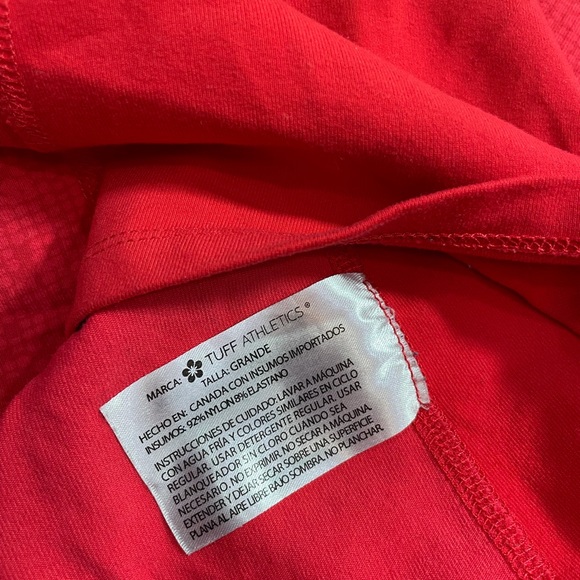 MARCA: TUFF ATHLETICS®
TALLA: GRANDE
HECHO EN: CANADA CON INSUMOS IMPORTADOS
INSUMOS: 92% NYLON 8% ELASTANO
INSTRUCCIONES DE CUIDADO: LAVAR A MÁQUINA
CON AGUA FRÍA Y COLORES SIMILARES EN CICLO
REGULAR. USAR DETERGENTE REGULAR. USAR
BLANQUEADOR SIN CLORO CUANDO SEA
NECESARIO. NO EXPRIMIR. NO SECAR A MÁQUINA.
EXTENDER Y DEJAR SECAR SOBRE UNA SUPERFICIE
PLANA AL AIRE LIBRE BAJO SOMBRA. NO PLANCHAR.